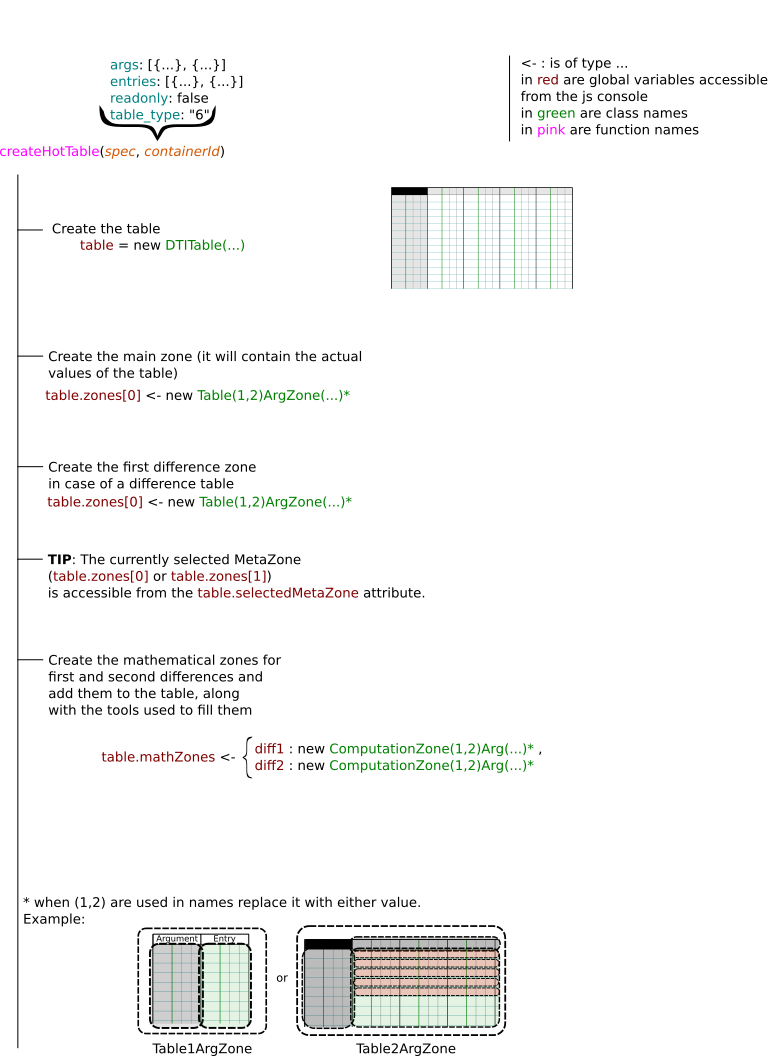 args: [{...}, {...}]
entries: [{...}, {...}]
readonly: false
table_type: "6"
createHotTable(spec, containerId)
<- : is of type ...
in red are global variables accessible
from the js console
in green are class names
in pink are function names
Create the table
table = new DTITable(...)
Create the main zone (it will contain the actual
values of the table)
table.zones[0] <- new Table(1,2)ArgZone(...)*
Create the first difference zone
in case of a difference table
table.zones[0] <- new Table(1,2)ArgZone(...)*
TIP: The currently selected MetaZone
(table.zones[0] or table.zones[1])
is accessible from the table.selectedMetaZone attribute.
Create the mathematical zones for
first and second differences and
add them to the table, along
with the tools used to fill them
table.mathZones <-
diff1 : new ComputationZone(1,2)Arg(...)* ,
diff2 : new ComputationZone(1,2)Arg(...)*
* when (1,2) are used in names replace it with either value.
Example:
Argument Entry
or
Table1ArgZone
Table2ArgZone